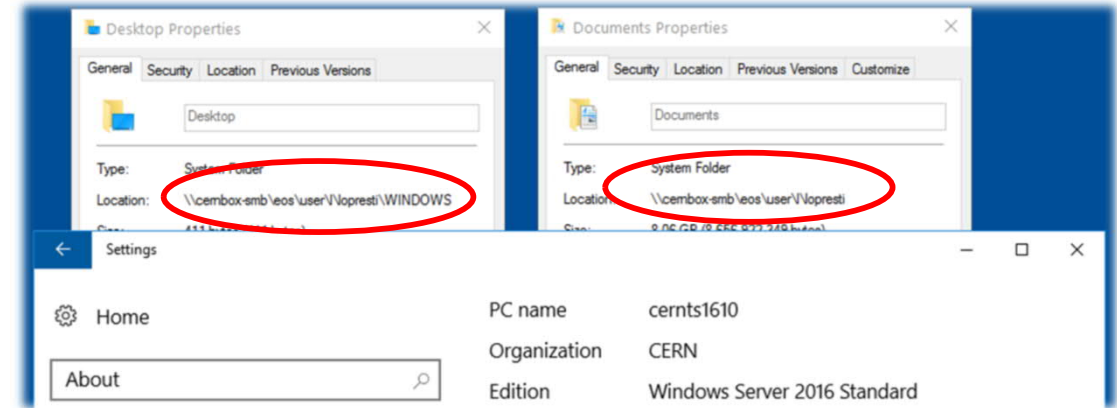 Desktop Properties
General Security Location Previous Versions
Desktop
Type: System Folder
Location: \\cernbox-smb\eos\user\l\lopresti\WINDOWS
Documents Properties
General Security Location Previous Versions Customize
Documents
Type: System Folder
Location: \\cernbox-smb\eos\user\l\lopresti
Settings
Home
About
PC name cernts1610
Organization CERN
Edition Windows Server 2016 Standard